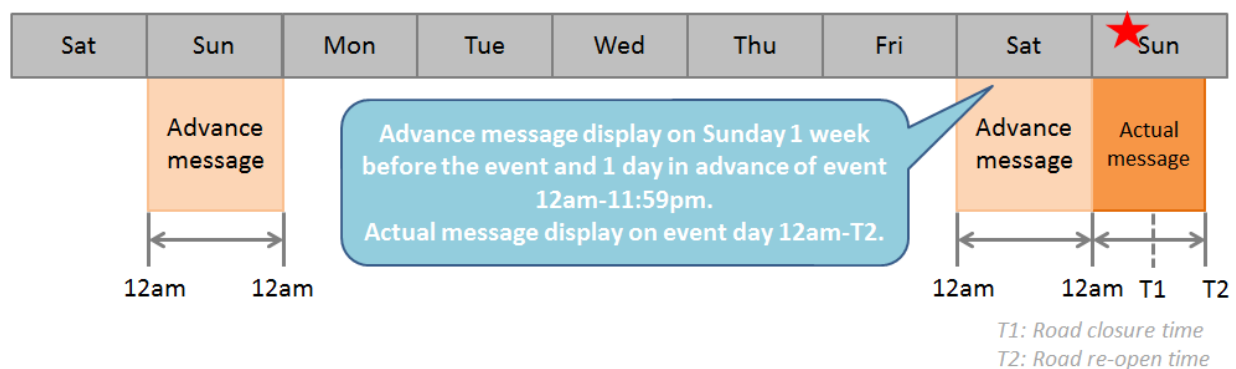 Sat Sun Mon Tue Wed Thu Fri Sat Sun
Advance
message
Advance message display on Sunday 1 week
before the event and 1 day in advance of event
12am-11:59pm.
Actual message display on event day 12am-T2.
Advance
message
Actual
message
12am 12am 12am 12am T1 T2
T1: Road closure time
T2: Road re-open time